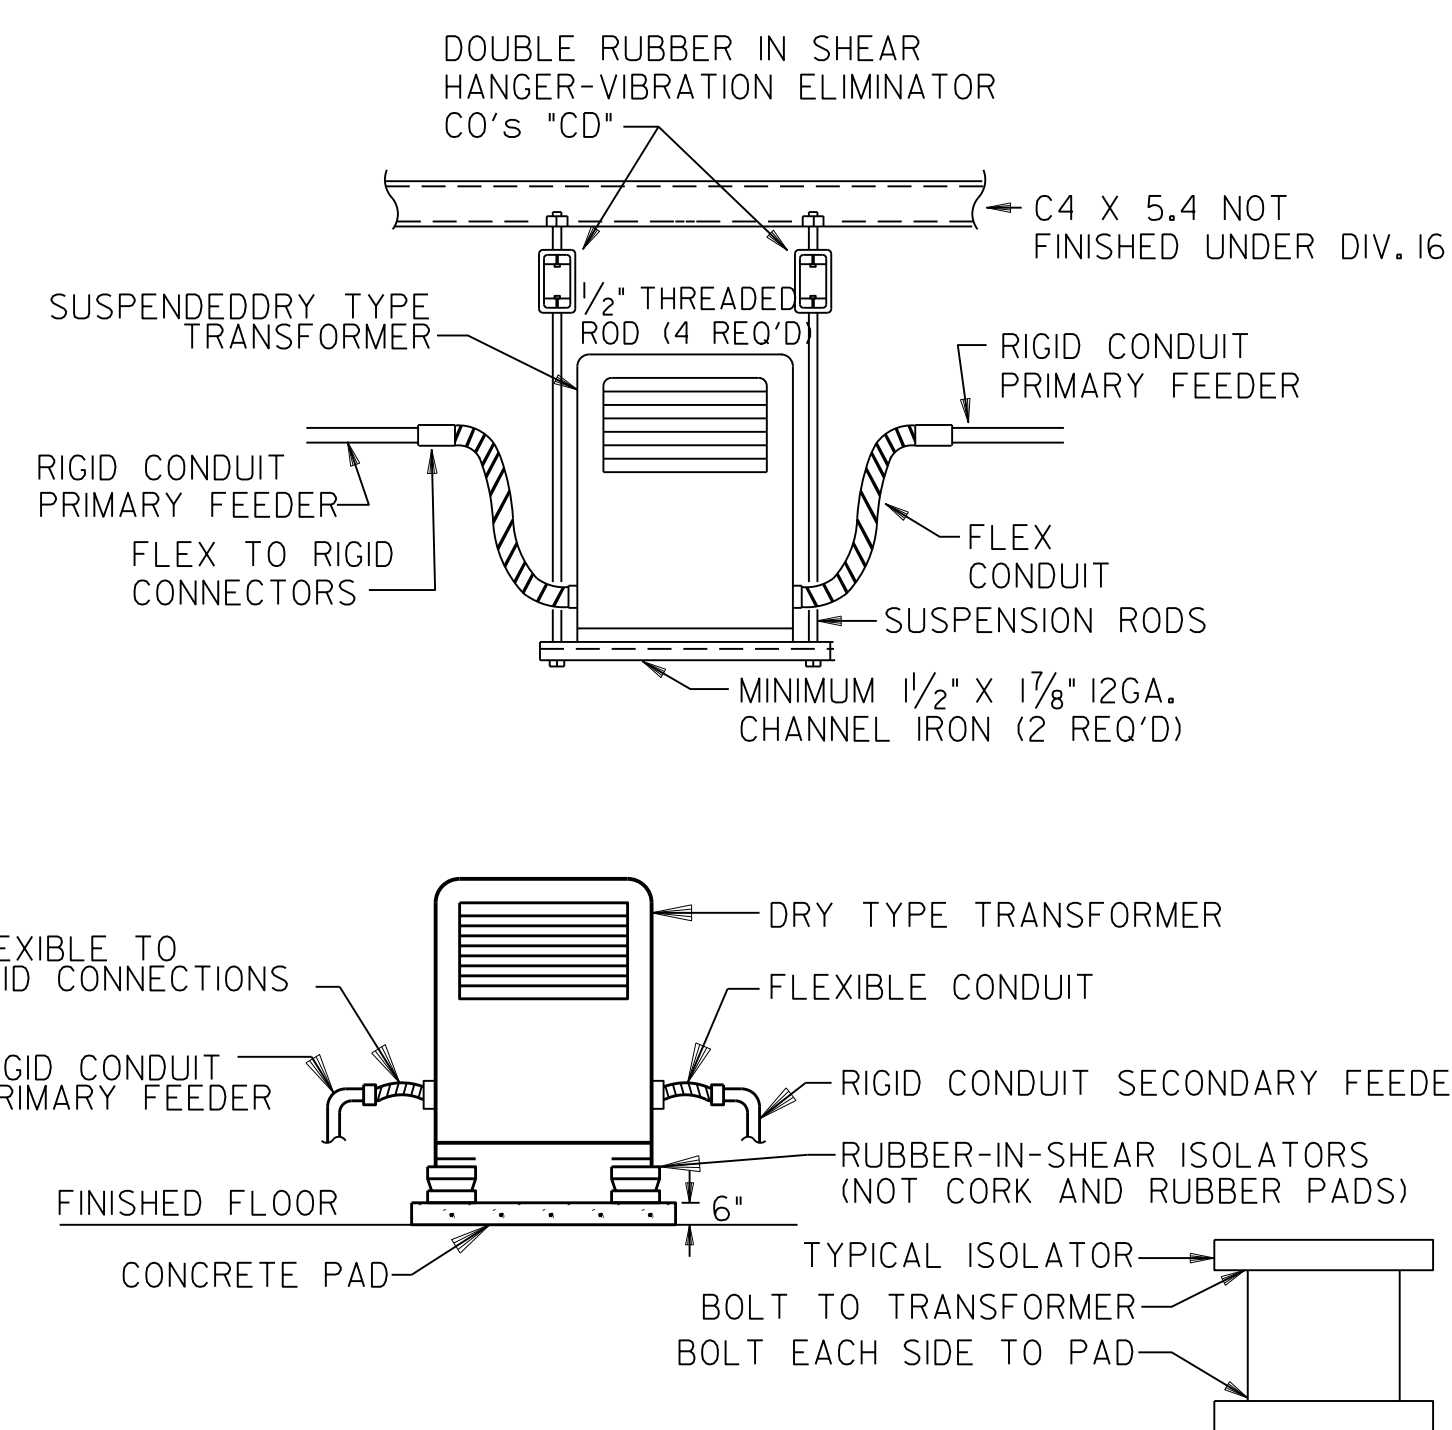 DOUBLE RUBBER IN SHEAR
HANGER-VIBRATION ELIMINATOR
CO's "CD"
C4 X 5.4 NOT
FINISHED UNDER DIV. 16
SUSPENDEDDRY TYPE
TRANSFORMER
1/2" THREADED
ROD (4 REQ'D)
RIGID CONDUIT
PRIMARY FEEDER
RIGID CONDUIT
PRIMARY FEEDER
FLEX TO RIGID
CONNECTORS
FLEX
CONDUIT
SUSPENSION RODS
MINIMUM 1 1/2" X 1 7/8" 12GA.
CHANNEL IRON (2 REQ'D)
DRY TYPE TRANSFORMER
EXIBLE TO
ID CONNECTIONS
FLEXIBLE CONDUIT
GID CONDUIT
RIMARY FEEDER
RIGID CONDUIT SECONDARY FEEDE
RUBBER-IN-SHEAR ISOLATORS
(NOT CORK AND RUBBER PADS)
FINISHED FLOOR
6"
CONCRETE PAD
TYPICAL ISOLATOR
BOLT TO TRANSFORMER
BOLT EACH SIDE TO PAD